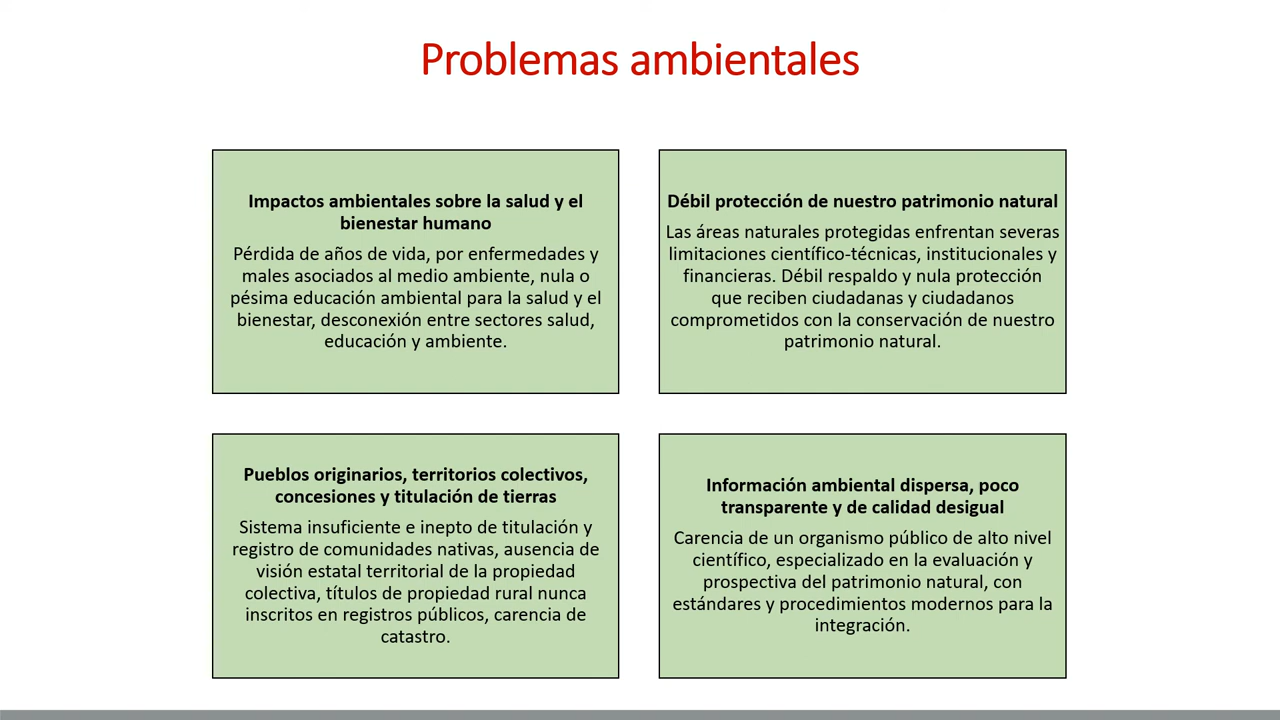 Problemas ambientales
Impactos ambientales sobre la salud y el
bienestar humano
Pérdida de años de vida, por enfermedades y
males asociados al medio ambiente, nula o
pésima educación ambiental para la salud y el
bienestar, desconexión entre sectores salud,
educación y ambiente.
Débil protección de nuestro patrimonio natural
Las áreas naturales protegidas enfrentan severas
limitaciones científico-técnicas, institucionales y
financieras. Débil respaldo y nula protección
que reciben ciudadanas y ciudadanos
comprometidos con la conservación de nuestro
patrimonio natural.
Pueblos originarios, territorios colectivos,
concesiones y titulación de tierras
Sistema insuficiente e inepto de titulación y
registro de comunidades nativas, ausencia de
visión estatal territorial de la propiedad
colectiva, títulos de propiedad rural nunca
inscritos en registros públicos, carencia de
catastro.
Información ambiental dispersa, poco
transparente y de calidad desigual
Carencia de un organismo público de alto nivel
científico, especializado en la evaluación y
prospectiva del patrimonio natural, con
estándares y procedimientos modernos para la
integración.